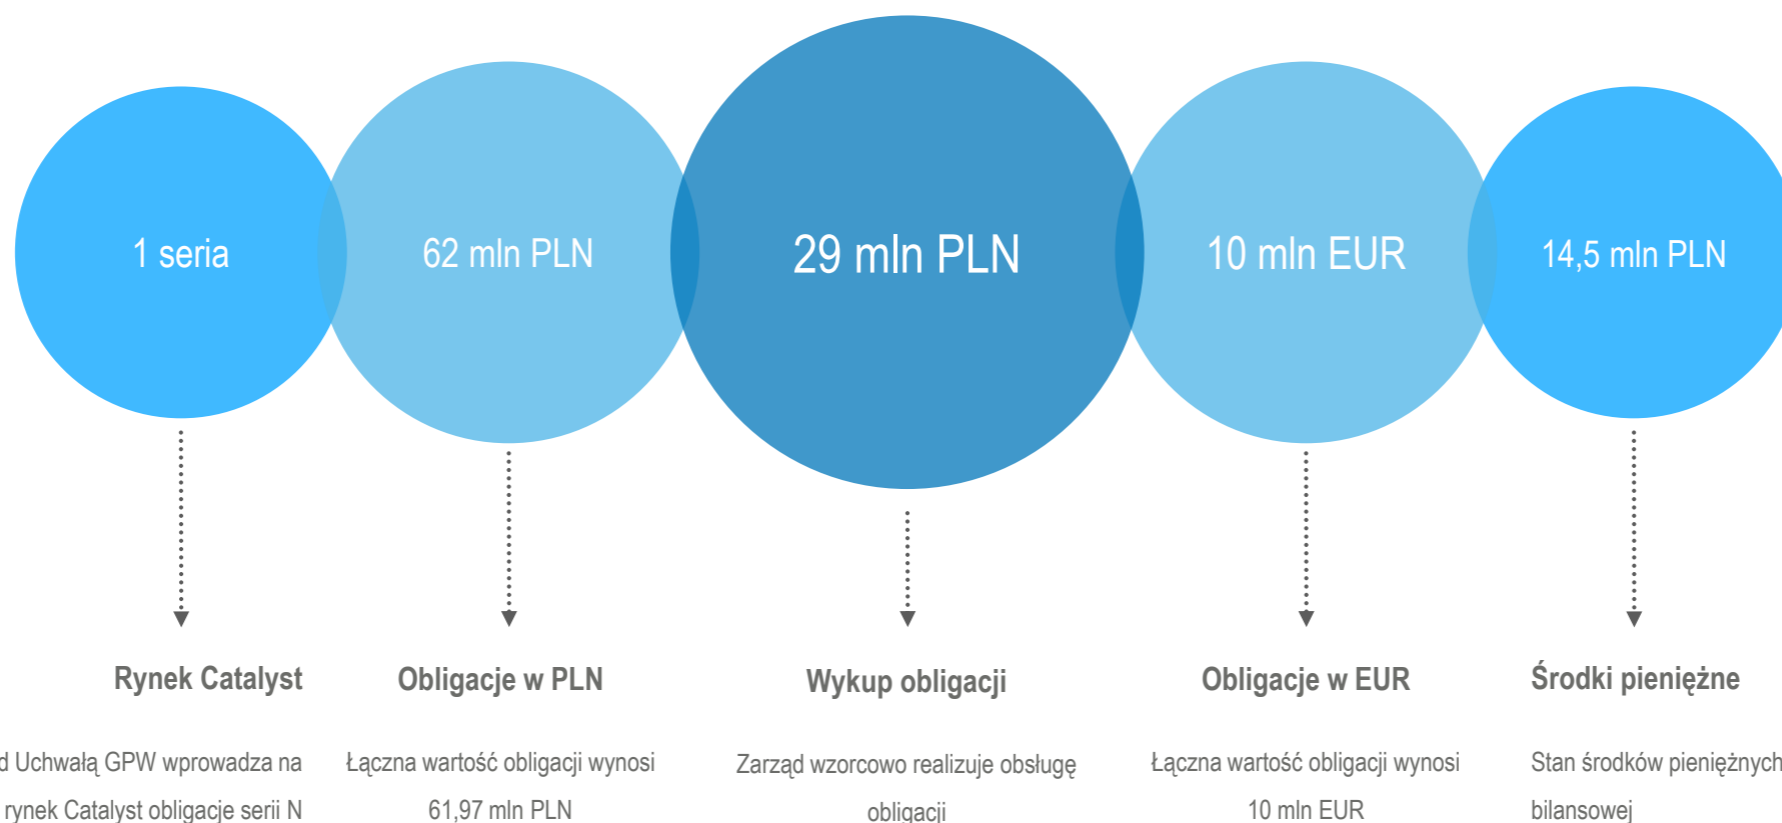 1 seria
62 mln PLN
29 mln PLN
10 mln EUR
14,5 mln PLN
Rynek Catalyst
Uchwałą GPW wprowadza na
rynek Catalyst obligacje serii N
Obligacje w PLN
Łączna wartość obligacji wynosi
61,97 mln PLN
Wykup obligacji
Zarząd wzorcowo realizuje obsługę
obligacji
Obligacje w EUR
Łączna wartość obligacji wynosi
10 mln EUR
Środki pieniężne
Stan środków pieniężnych
bilansowej